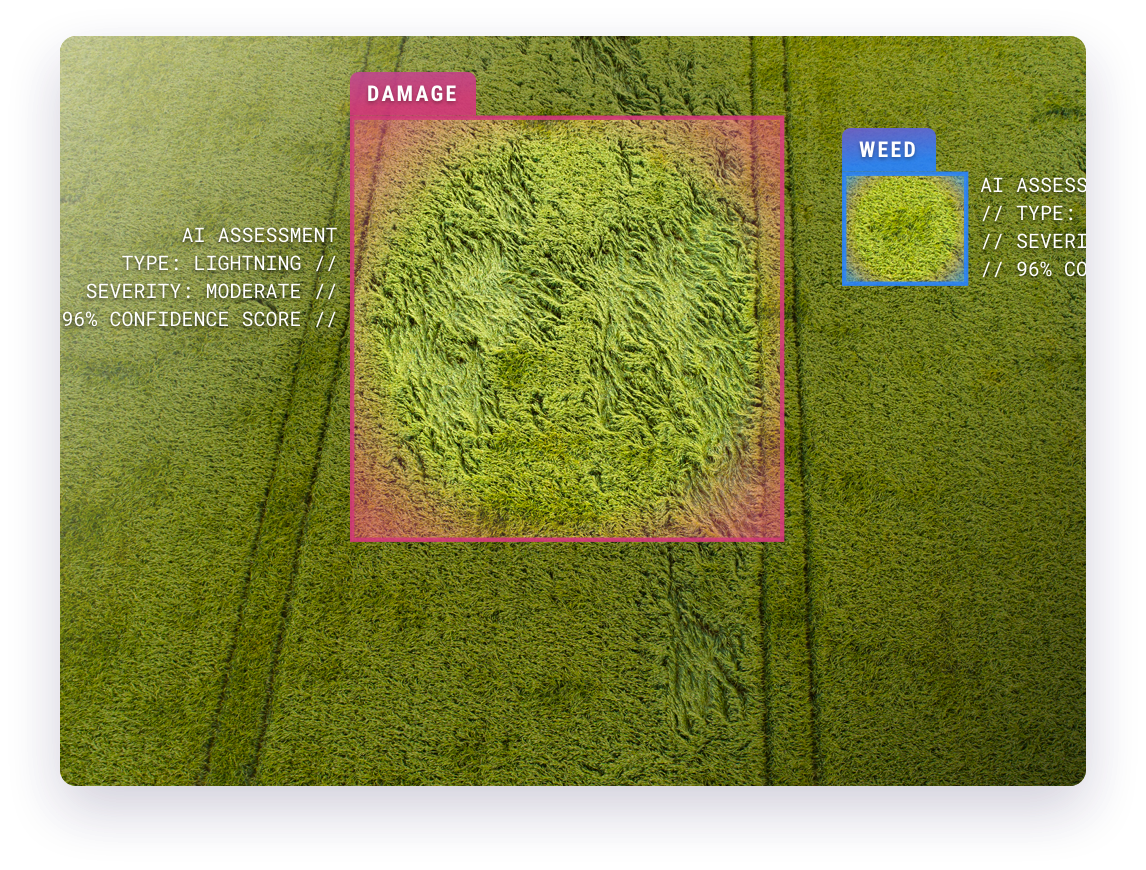 DAMAGE
AI ASSESSMENT
TYPE: LIGHTNING //
SEVERITY: MODERATE //
96% CONFIDENCE SCORE //
WEED
AI ASSESS
// TYPE:
// SEVERI
// 96% CO